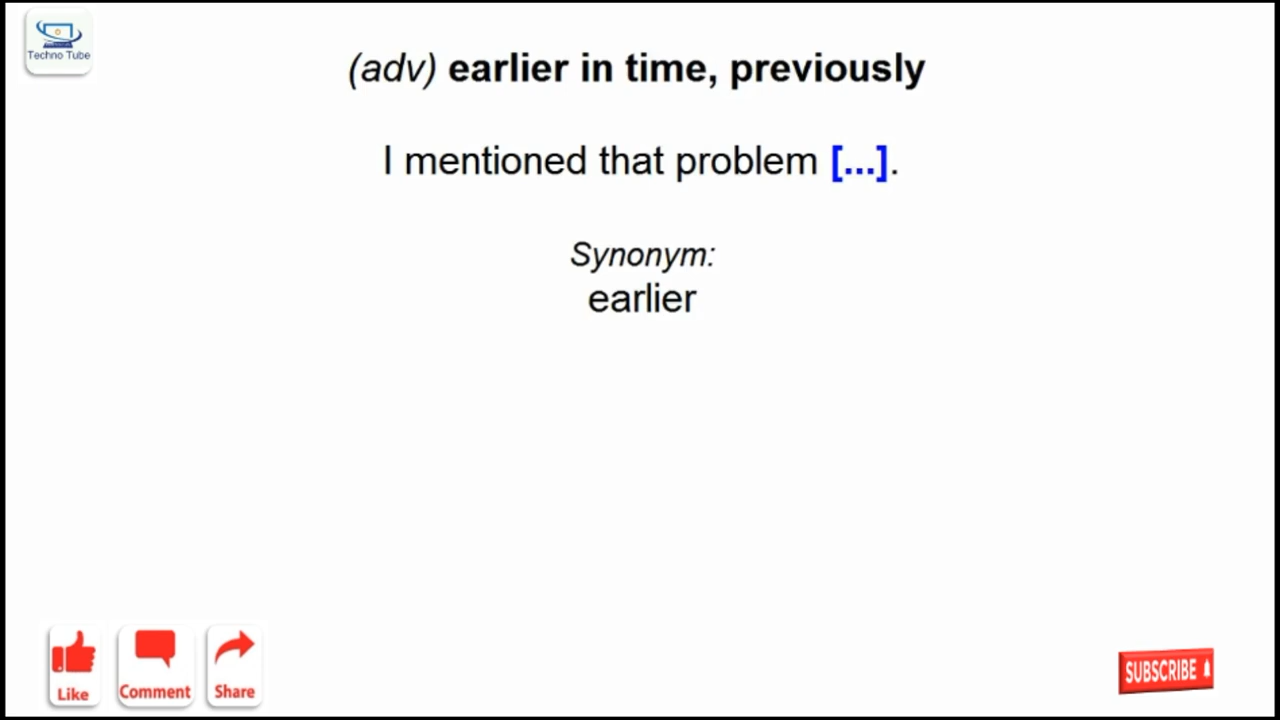 Techno Tube
(adv) earlier in time, previously
I mentioned that problem [...].
Synonym:
earlier
Like
Comment
Share
SUBSCRIBE